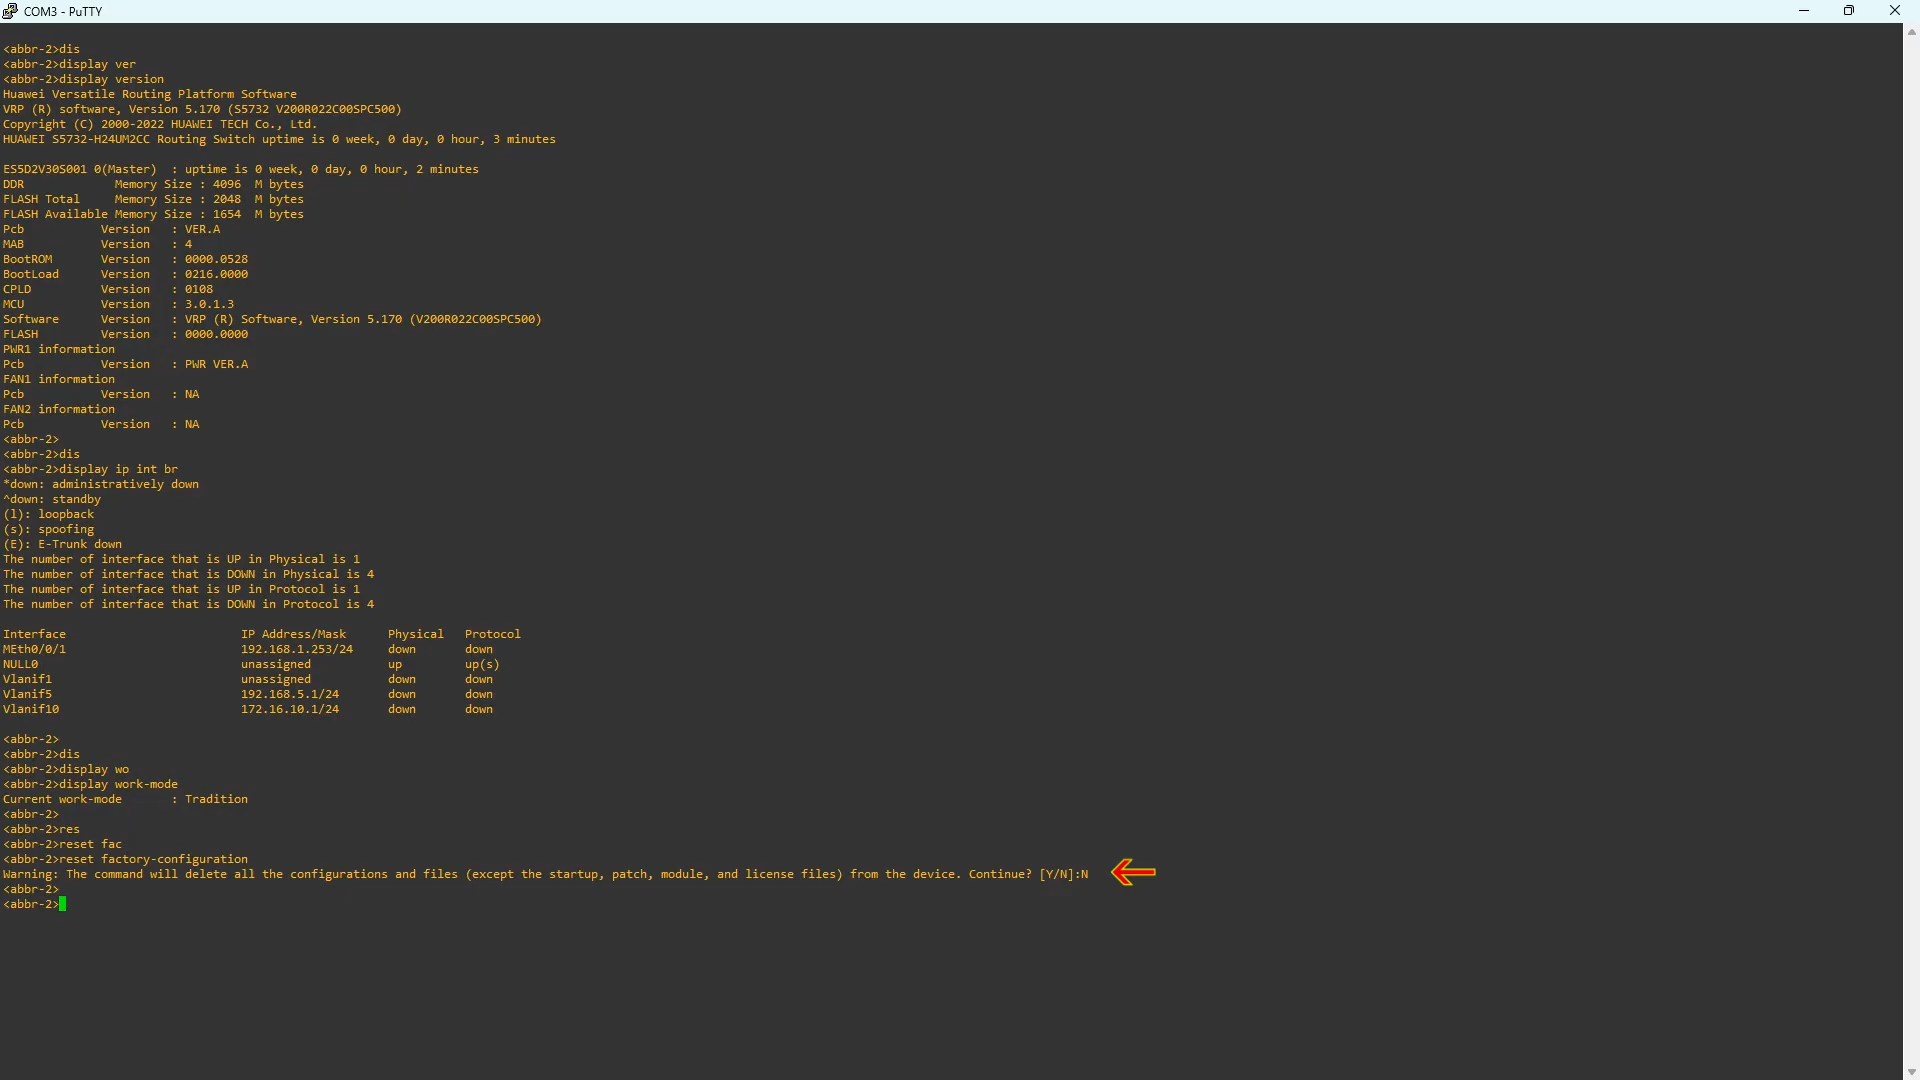 COM3 - PuTTY
<abbr-2>dis
<abbr-2>display ver
<abbr-2>display version
Huawei Versatile Routing Platform Software
VRP (R) software, Version 5.170 (S5732 V200R022C00SPC500)
Copyright (C) 2000-2022 HUAWEI TECH Co., Ltd.
HUAWEI S5732-H24UM2CC Routing Switch uptime is 0 week, 0 day, 0 hour, 3 minutes
ES5D2V30S001 0(Master)  : uptime is 0 week, 0 day, 0 hour, 2 minutes
DDR             Memory Size : 4096  M bytes
FLASH Total     Memory Size : 2048  M bytes
FLASH Available Memory Size : 1654  M bytes
Pcb           Version   : VER.A
MAB           Version   : 4
BootROM       Version   : 0000.0528
BootLoad      Version   : 0216.0000
CPLD          Version   : 0108
MCU           Version   : 3.0.1.3
Software      Version   : VRP (R) Software, Version 5.170 (V200R022C00SPC500)
FLASH         Version   : 0000.0000
PWR1 information
Pcb           Version   : PWR VER.A
FAN1 information
Pcb           Version   : NA
FAN2 information
Pcb           Version   : NA
<abbr-2>
<abbr-2>dis
<abbr-2>display ip int br
*down: administratively down
^down: standby
(l): loopback
(s): spoofing
(E): E-Trunk down
The number of interface that is UP in Physical is 1
The number of interface that is DOWN in Physical is 4
The number of interface that is UP in Protocol is 1
The number of interface that is DOWN in Protocol is 4
Interface                         IP Address/Mask      Physical   Protocol
MEth0/0/1                         192.168.1.253/24     down       down
NULL0                             unassigned           up         up(s)
Vlanif1                           unassigned           down       down
Vlanif5                           192.168.5.1/24       down       down
Vlanif10                          172.16.10.1/24       down       down
<abbr-2>
<abbr-2>dis
<abbr-2>display wo
<abbr-2>display work-mode
Current work-mode       : Tradition
<abbr-2>
<abbr-2>res
<abbr-2>reset fac
<abbr-2>reset factory-configuration
Warning: The command will delete all the configurations and files (except the startup, patch, module, and license files) from the device. Continue? [Y/N]:N
<abbr-2>
<abbr-2>